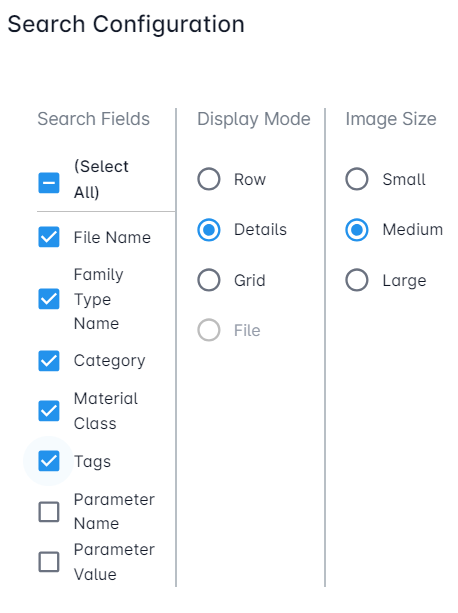 Search Configuration
Search Fields
(Select
All)
File Name
Family
Type
Name
Category
Material
Class
Tags
Parameter
Name
Parameter
Value
Display Mode
Row
Details
Grid
File
Image Size
Small
Medium
Large